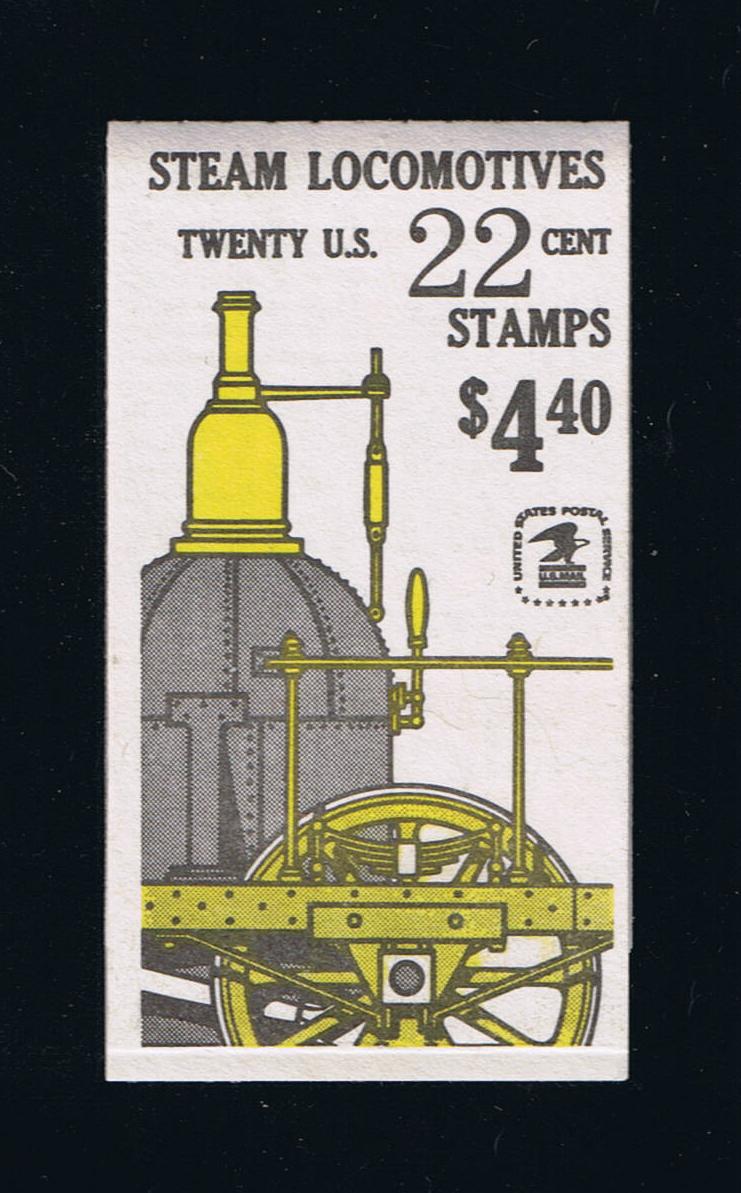 STEAM LOCOMOTIVES
TWENTY U.S. 22 CENT
STAMPS
$4 40
UNITED STATES POSTAL SERVICE
U.S.MAIL